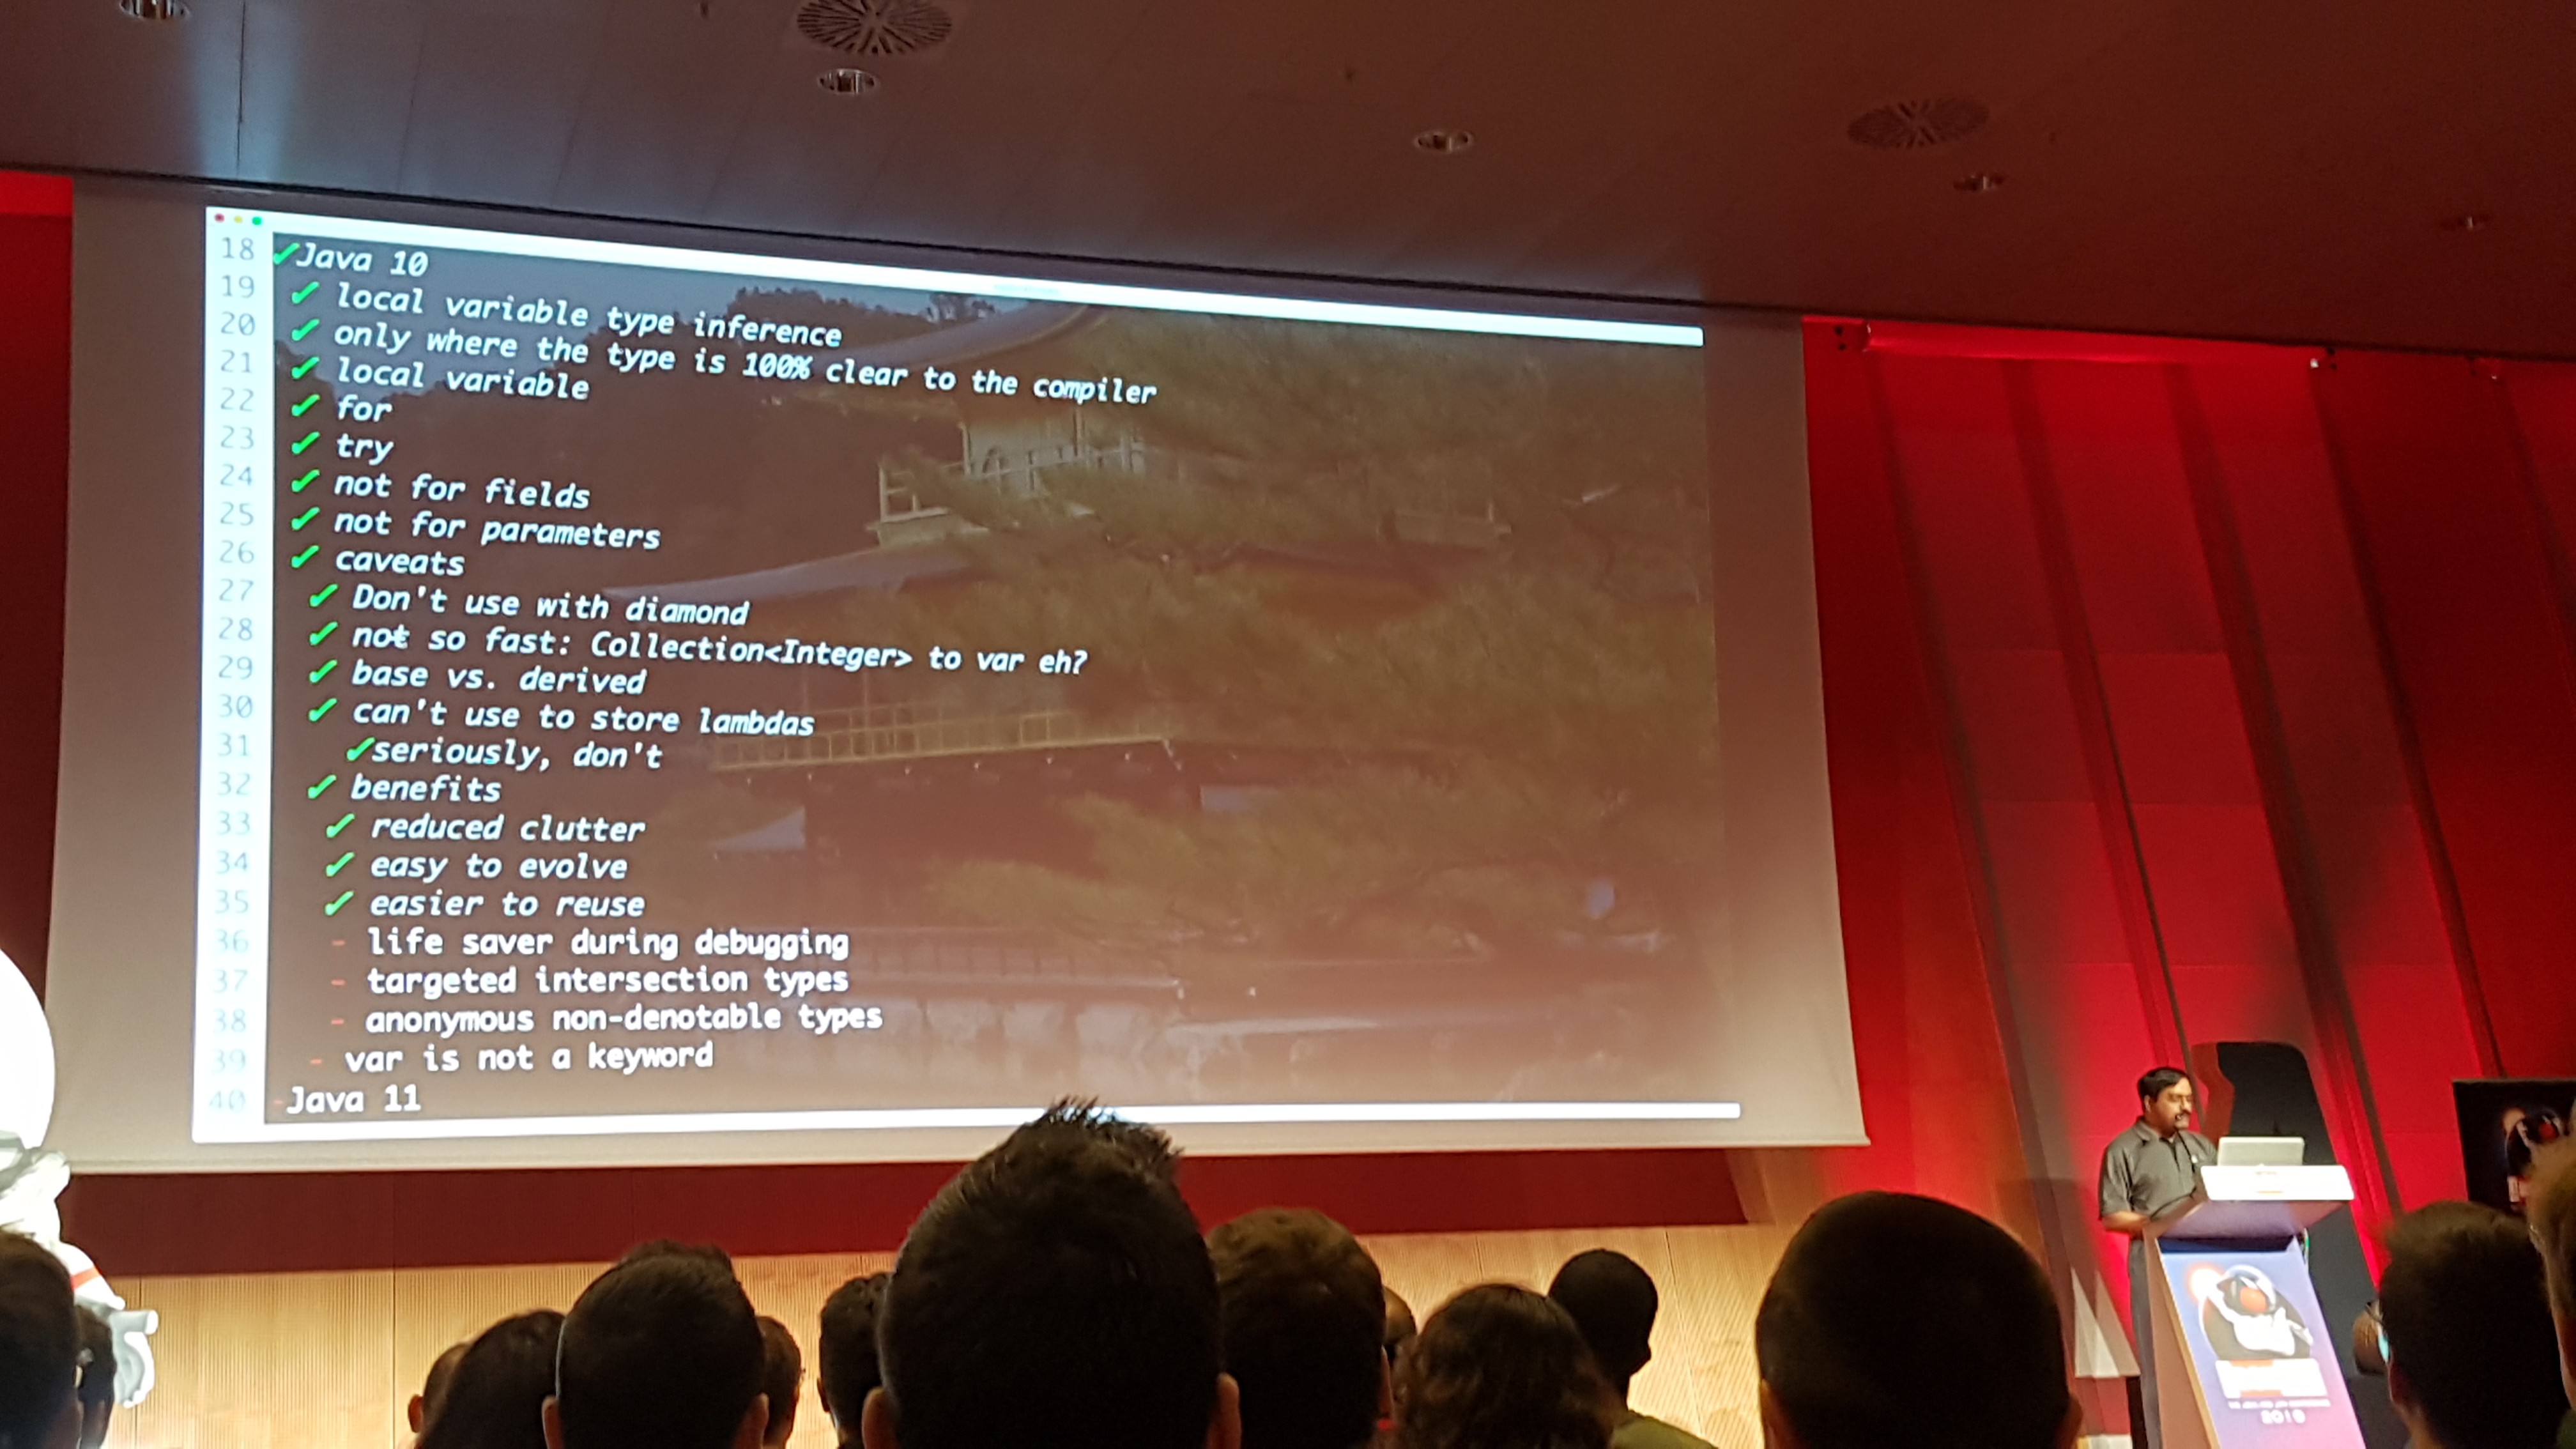 18 ✓Java 10
19 ✓ local variable type inference
20 ✓ only where the type is 100% clear to the compiler
21 ✓ local variable
22 ✓ for
23 ✓ try
24 ✓ not for fields
25 ✓ not for parameters
26 ✓ caveats
27 ✓ Don't use with diamond
28 ✓ not so fast: Collection<Integer> to var eh?
29 ✓ base vs. derived
30 ✓ can't use to store lambdas
31 ✓seriously, don't
32 ✓ benefits
33 ✓ reduced clutter
34 ✓ easy to evolve
35 ✓ easier to reuse
36 - life saver during debugging
37 - targeted intersection types
38 - anonymous non-denotable types
39 - var is not a keyword
40 -Java 11